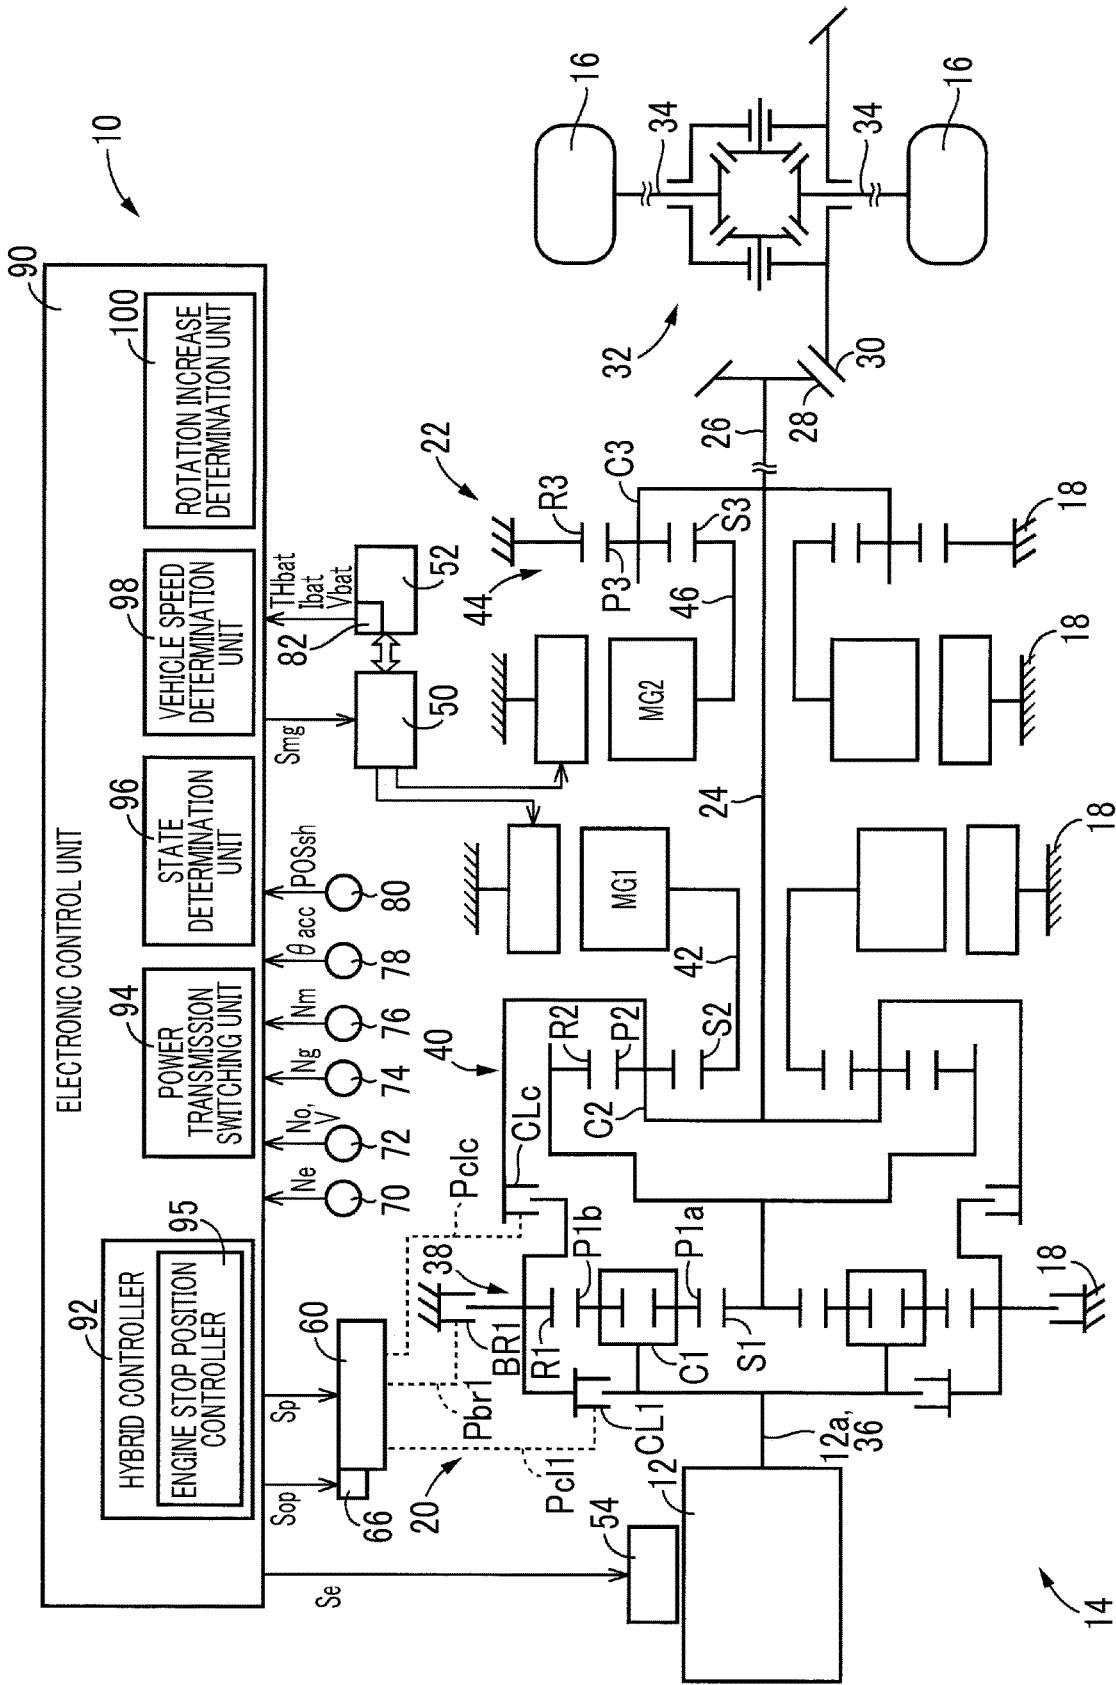 10
90
ELECTRONIC CONTROL UNIT
92
HYBRID CONTROLLER
95
ENGINE STOP POSITION
CONTROLLER
94
POWER
TRANSMISSION
SWITCHING UNIT
96
STATE
DETERMINATION
UNIT
98
VEHICLE SPEED
DETERMINATION
UNIT
100
ROTATION INCREASE
DETERMINATION UNIT
Se
Sop
Sp
Ne
No,
V
Ng
Nm
θacc
POSsh
Smg
THbat
Ibat
Vbat
70
72
74
76
78
80
82
50
52
66
60
54
20
Pcl1
Pbr1
Pclc
38
BR1
R1
P1b
C1
P1a
S1
CL1
CLc
18
40
R2
P2
C2
S2
42
MG1
18
24
MG2
18
46
44
22
R3
P3
C3
S3
18
26
28
30
32
34
34
16
16
12
12a,
36
14